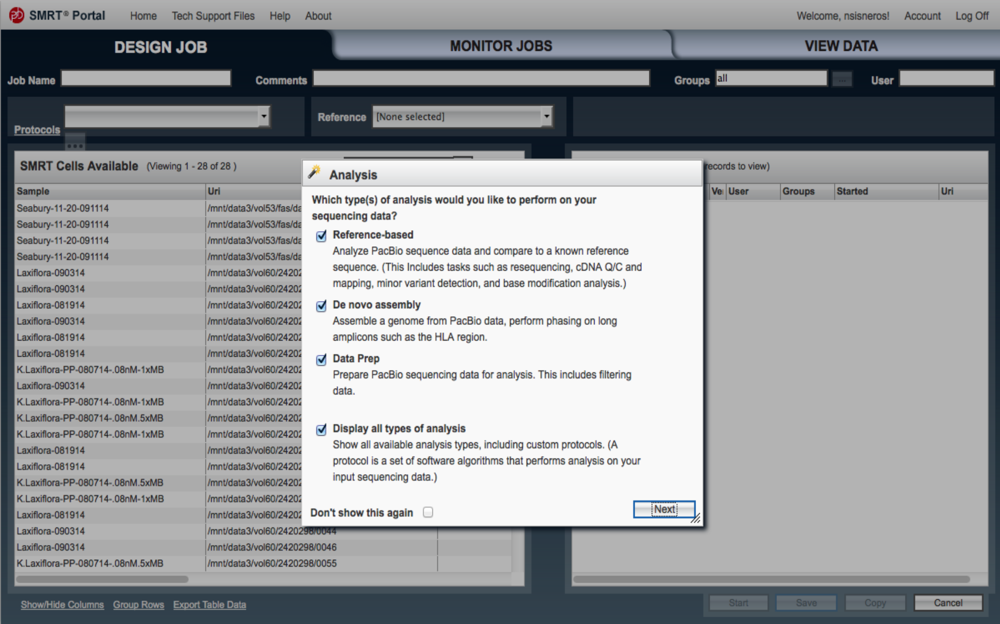 SMRT® Portal Home Tech Support Files Help About Welcome, nsisneros! Account Log Off
DESIGN JOB MONITOR JOBS VIEW DATA
Job Name Comments Groups all ... User
Protocols ... Reference [None selected]
SMRT Cells Available (Viewing 1 - 28 of 28 ) records to view)
Sample Uri Ve User Groups Started Uri
Seabury-11-20-091114 /mnt/data3/vol53/fas/da
Seabury-11-20-091114 /mnt/data3/vol53/fas/da
Seabury-11-20-091114 /mnt/data3/vol53/fas/da
Seabury-11-20-091114 /mnt/data3/vol53/fas/da
Laxiflora-090314 /mnt/data3/vol60/24202
Laxiflora-090314 /mnt/data3/vol60/24202
Laxiflora-081914 /mnt/data3/vol60/24202
Laxiflora-090314 /mnt/data3/vol60/24202
Laxiflora-081914 /mnt/data3/vol60/24202
Laxiflora-081914 /mnt/data3/vol60/24202
K.Laxiflora-PP-080714-.08nM-1xMB /mnt/data3/vol60/24202
Laxiflora-090314 /mnt/data3/vol60/24202
K.Laxiflora-PP-080714-.08nM-1xMB /mnt/data3/vol60/24202
K.Laxiflora-PP-080714-.08nM.5xMB /mnt/data3/vol60/24202
K.Laxiflora-PP-080714-.08nM-1xMB /mnt/data3/vol60/24202
Laxiflora-081914 /mnt/data3/vol60/24202
Laxiflora-081914 /mnt/data3/vol60/24202
K.Laxiflora-PP-080714-.08nM.5xMB /mnt/data3/vol60/24202
K.Laxiflora-PP-080714-.08nM-1xMB /mnt/data3/vol60/24202
Laxiflora-081914 /mnt/data3/vol60/24202
Laxiflora-090314 /mnt/data3/vol60/2420298/0044
Laxiflora-090314 /mnt/data3/vol60/2420298/0046
K.Laxiflora-PP-080714-.08nM.5xMB /mnt/data3/vol60/2420298/0055
Analysis
Which type(s) of analysis would you like to perform on your
sequencing data?
Reference-based
Analyze PacBio sequence data and compare to a known reference
sequence. (This Includes tasks such as resequencing, cDNA Q/C and
mapping, minor variant detection, and base modification analysis.)
De novo assembly
Assemble a genome from PacBio data, perform phasing on long
amplicons such as the HLA region.
Data Prep
Prepare PacBio sequencing data for analysis. This includes filtering
data.
Display all types of analysis
Show all available analysis types, including custom protocols. (A
protocol is a set of software algorithms that performs analysis on your
input sequencing data.)
Don't show this again Next
Show/Hide Columns Group Rows Export Table Data Start Save Copy Cancel